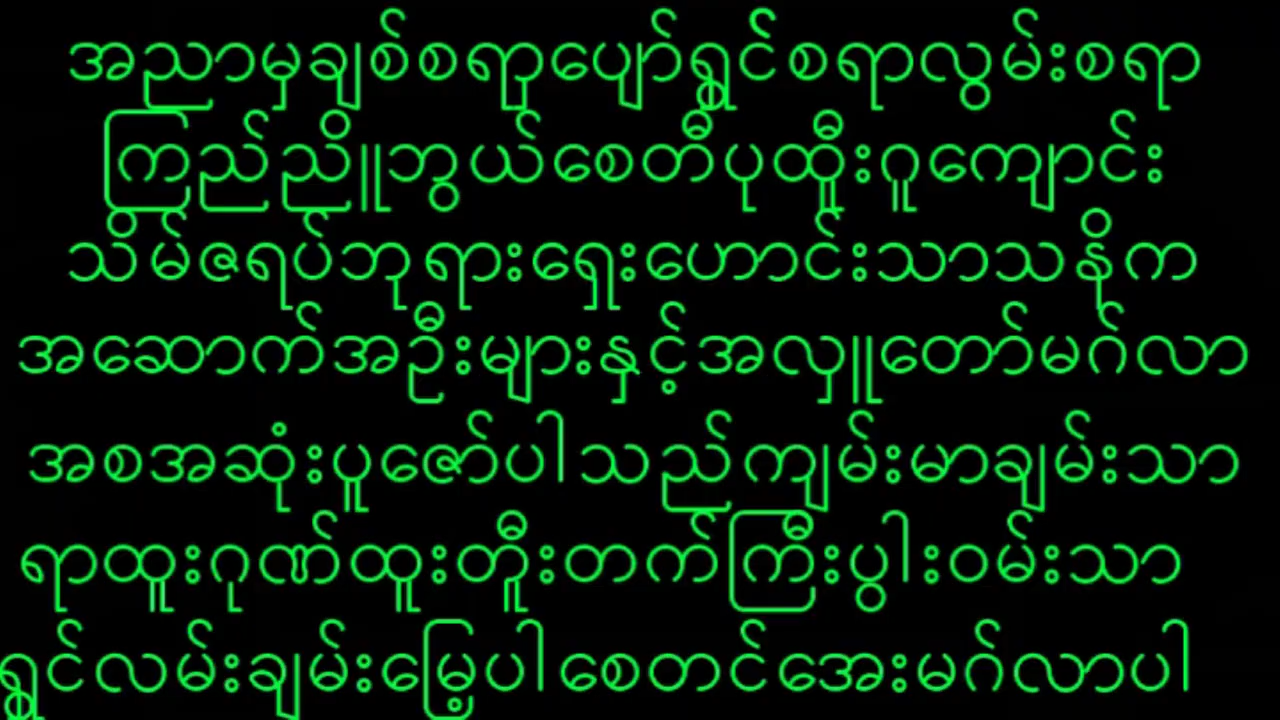 အညာမှချစ်စရာ့ပျော်ရွှင်စရာလွမ်းစရာ
ကြည်ညိုူဘွယ်စေတီပုထိုူးဂူကျောင်း
သိမ်ဇရပ်ဘုရားရှေးဟောင်းသာသနိုက
အဆောက်အဦးများနှင့်အလှူတော်မဂ်လာ
အစအဆုံးပူဇော်ပါသည်ကျမ်းမာချမ်းသာ
ရာထူးဂုဏ်ထူးတီူးတက်ကြီးပွါးဝမ်းသာ
ရွှင်လမ်းချမ်းမြေ့ပါစေတင်အေးမဂ်လာပါ